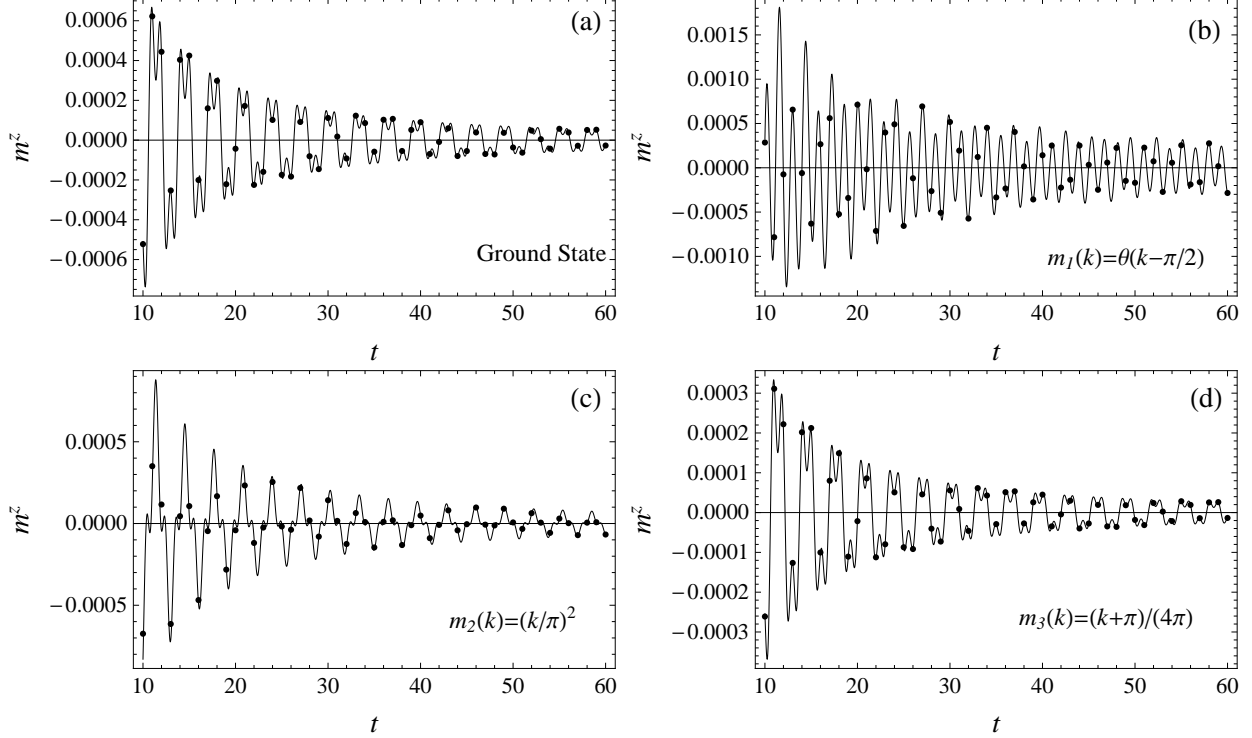 (a)
0.0006
0.0004
0.0002
0.0000
−0.0002
−0.0004
−0.0006
m^z
Ground State
10 20 30 40 50 60
t
(b)
0.0015
0.0010
0.0005
0.0000
−0.0005
−0.0010
m^z
m_1(k)=θ(k−π/2)
10 20 30 40 50 60
t
(c)
0.0005
0.0000
−0.0005
m^z
m_2(k)=(k/π)^2
10 20 30 40 50 60
t
(d)
0.0003
0.0002
0.0001
0.0000
−0.0001
−0.0002
−0.0003
m^z
m_3(k)=(k+π)/(4π)
10 20 30 40 50 60
t